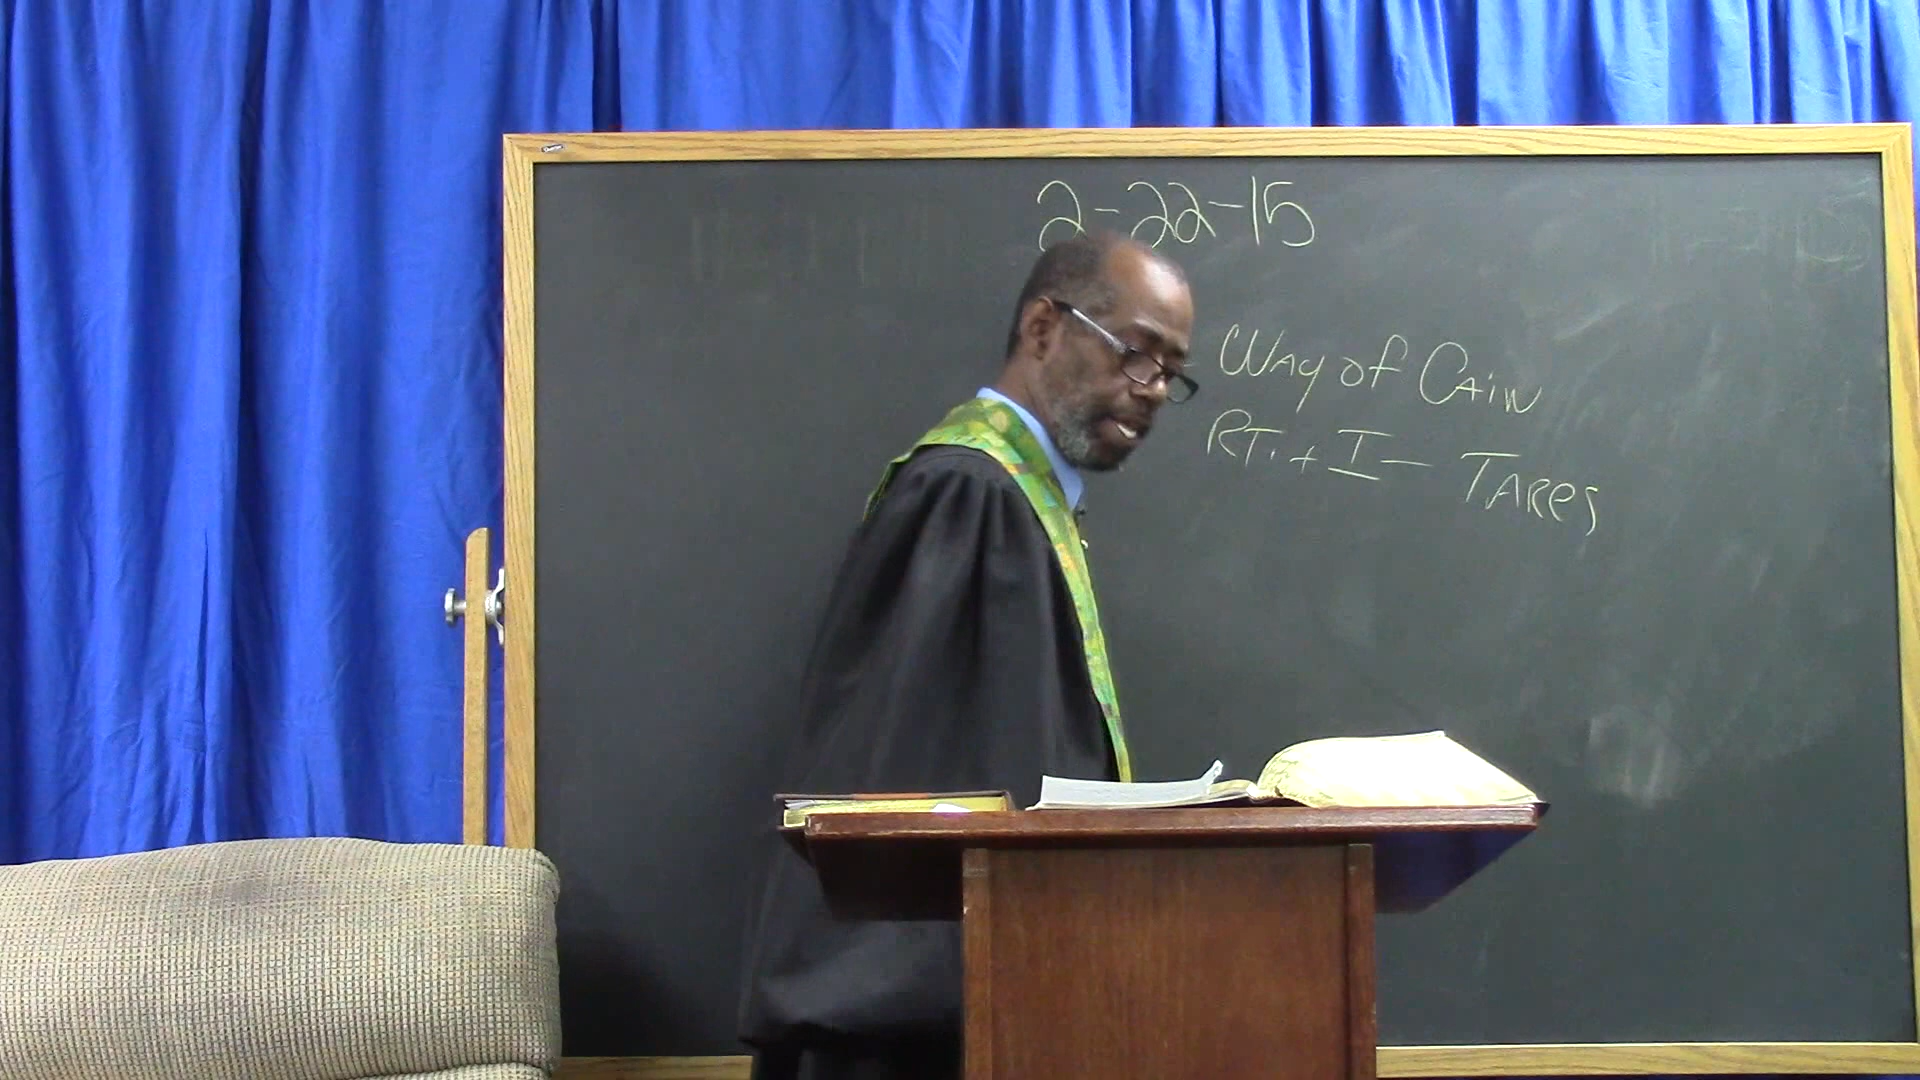 2-22-15
Way of Cain
RT. + I — Tares